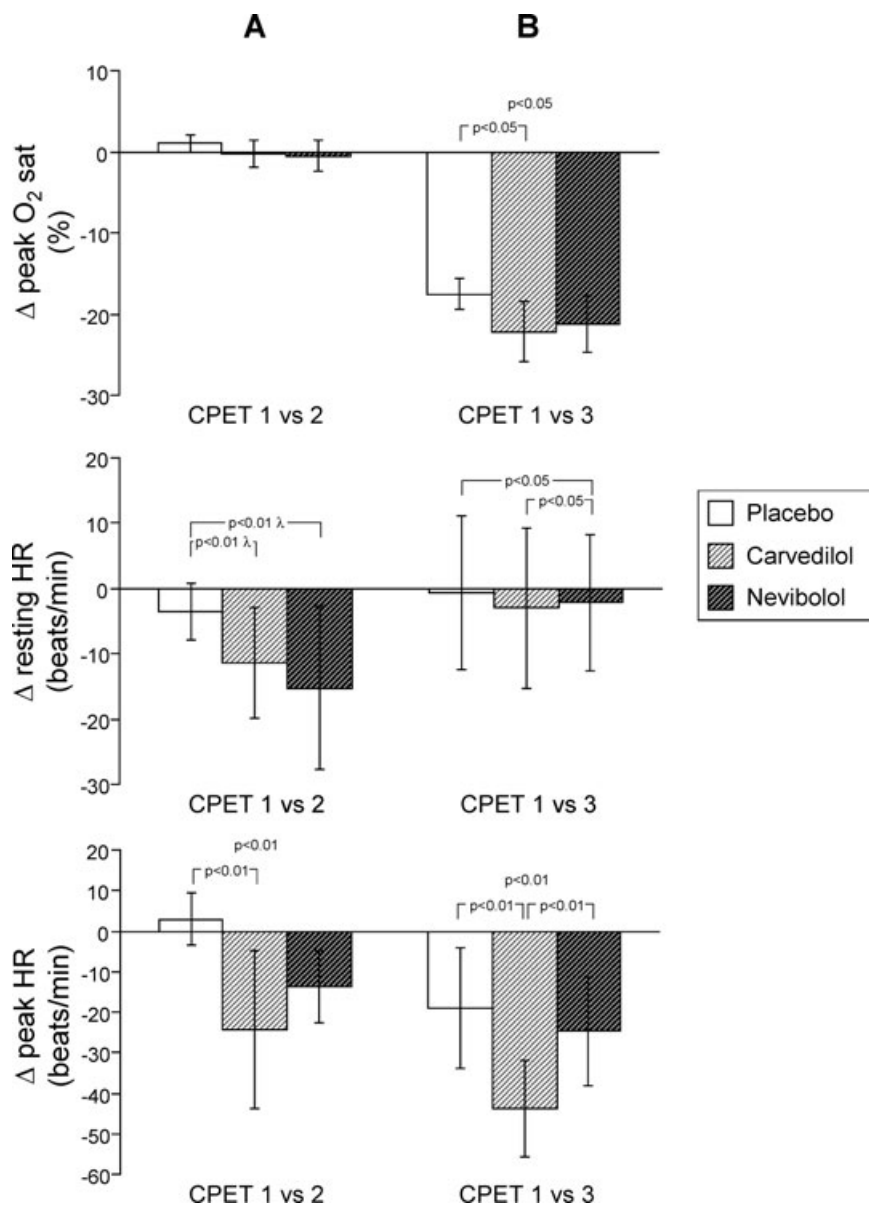 A
B
10
0
-10
-20
-30
Δ peak O₂ sat
(%)
p<0.05
p<0.05
CPET 1 vs 2
CPET 1 vs 3
20
10
0
-10
-20
-30
Δ resting HR
(beats/min)
p<0.01 λ
p<0.01 λ
p<0.05
p<0.05
CPET 1 vs 2
CPET 1 vs 3
Placebo
Carvedilol
Nevibolol
20
10
0
-10
-20
-30
-40
-50
-60
Δ peak HR
(beats/min)
p<0.01
p<0.01
p<0.01
p<0.01
p<0.01
CPET 1 vs 2
CPET 1 vs 3